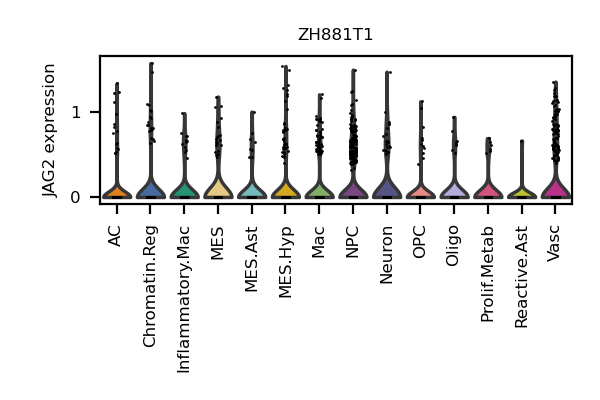 ZH881T1
JAG2 expression
1
0
AC
Chromatin.Reg
Inflammatory.Mac
MES
MES.Ast
MES.Hyp
Mac
NPC
Neuron
OPC
Oligo
Prolif.Metab
Reactive.Ast
Vasc